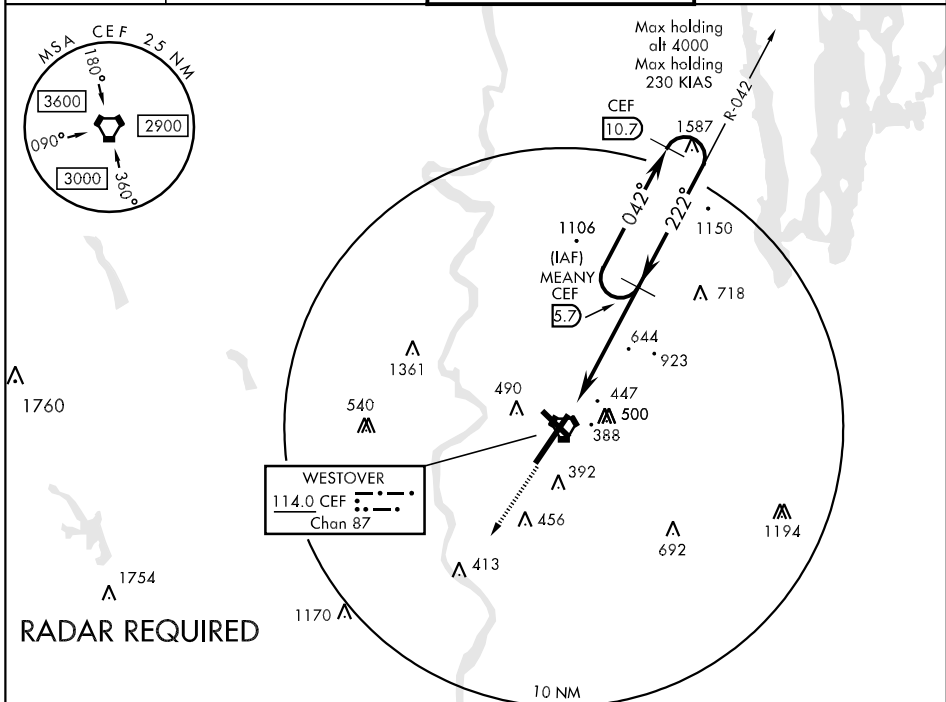 MSA CEF 25 NM
180°
3600
2900
090°
3000
360°
Max holding
alt 4000
Max holding
230 KIAS
R-042
CEF
10.7
1587
042°
222°
1150
1106
(IAF)
MEANY
CEF
5.7
718
644
923
1361
1760
490
447
540
500
388
WESTOVER
114.0 CEF
Chan 87
392
456
1194
692
413
1754
1170
RADAR REQUIRED
10 NM